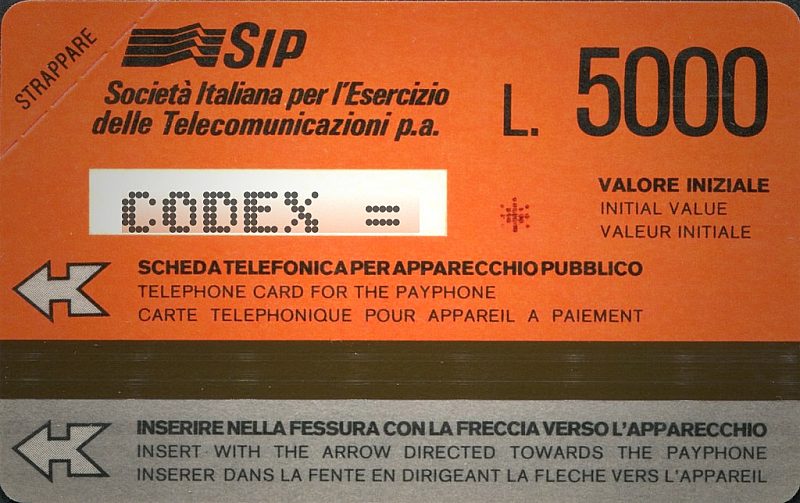 STRAPPARE
SIP
Società Italiana per l'Esercizio
delle Telecomunicazioni p.a.
L. 5000
CODEX =
VALORE INIZIALE
INITIAL VALUE
VALEUR INITIALE
SCHEDA TELEFONICA PER APPARECCHIO PUBBLICO
TELEPHONE CARD FOR THE PAYPHONE
CARTE TELEPHONIQUE POUR APPAREIL A PAIEMENT
INSERIRE NELLA FESSURA CON LA FRECCIA VERSO L'APPARECCHIO
INSERT WITH THE ARROW DIRECTED TOWARDS THE PAYPHONE
INSERER DANS LA FENTE EN DIRIGEANT LA FLECHE VERS L'APPAREIL